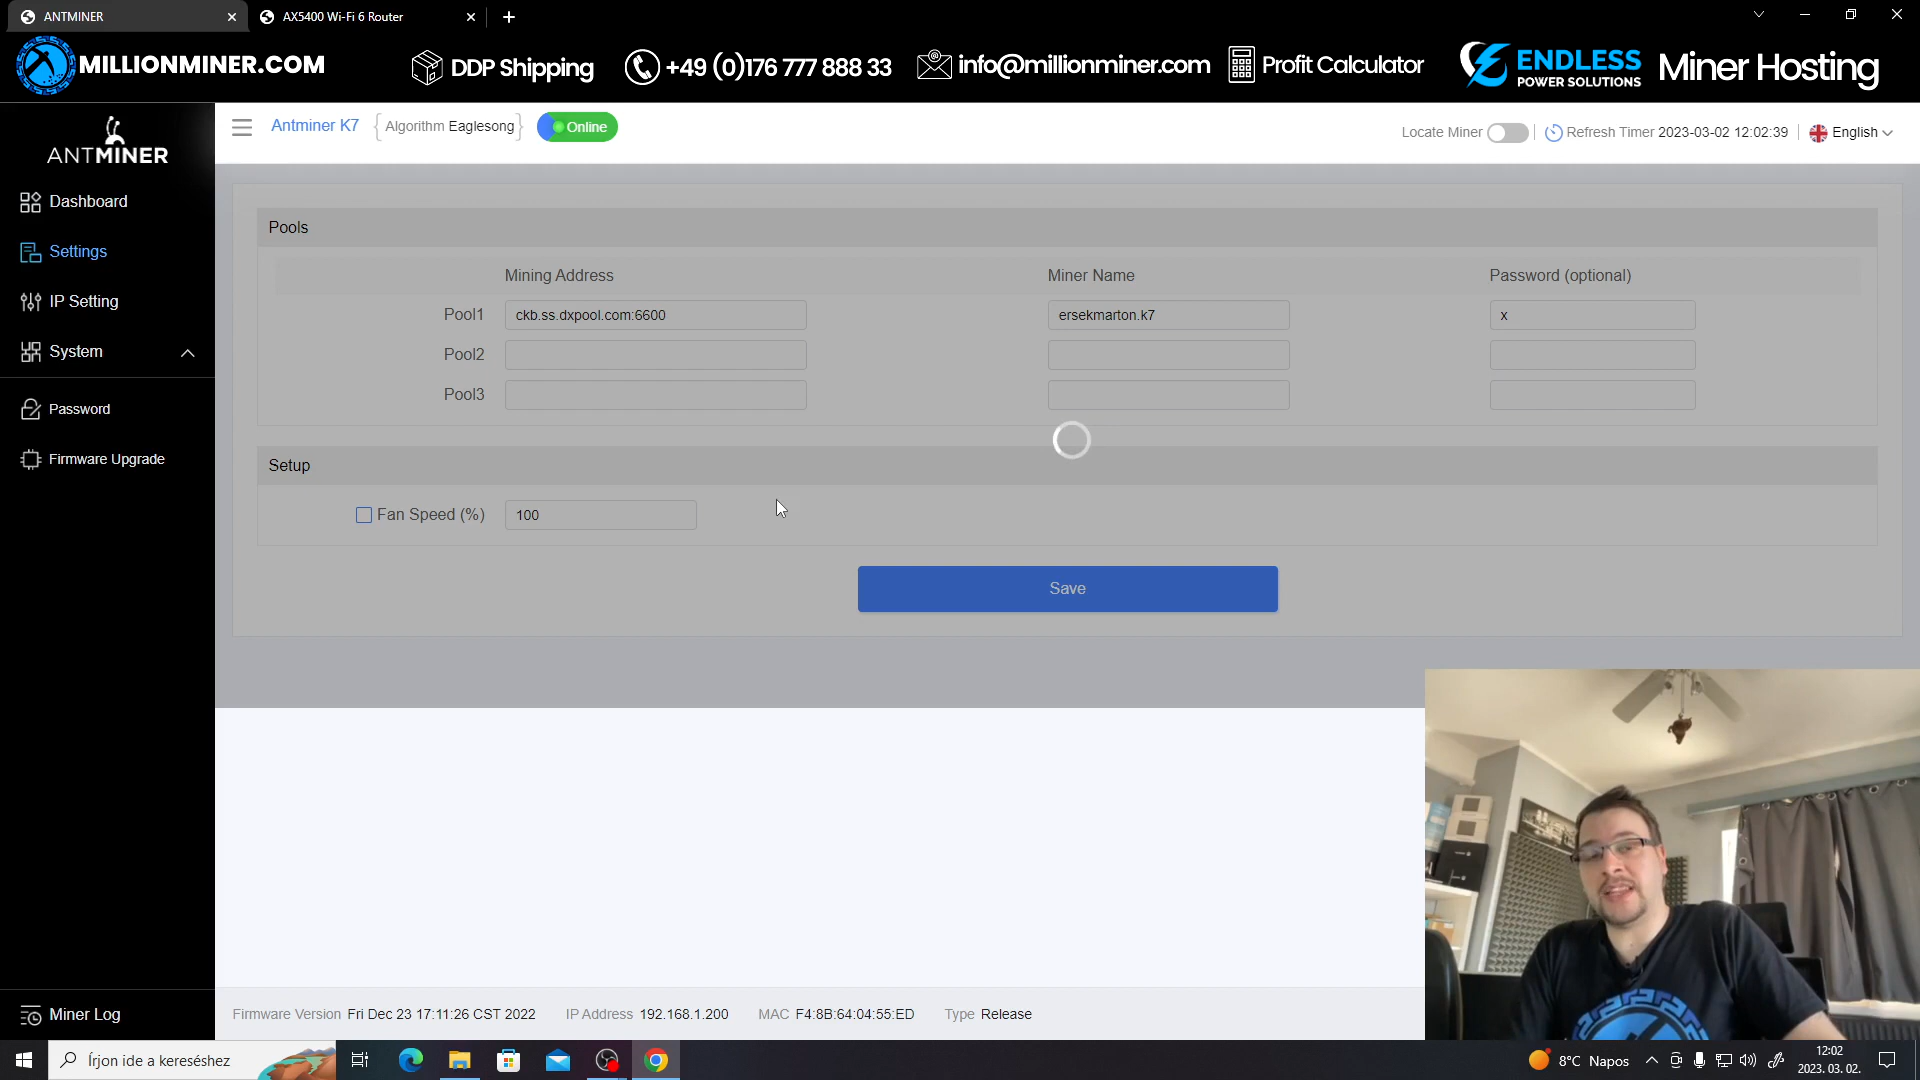 ANTMINER
AX5400 Wi-Fi 6 Router
MILLIONMINER.COM
DDP Shipping
+49 (0)176 777 888 33
info@millionminer.com
Profit Calculator
ENDLESS
POWER SOLUTIONS
Miner Hosting
ANTMINER
Antminer K7
Algorithm Eaglesong
Online
Locate Miner
Refresh Timer 2023-03-02 12:02:39
English
Dashboard
Settings
IP Setting
System
Password
Firmware Upgrade
Miner Log
Pools
Mining Address
Miner Name
Password (optional)
Pool1
ckb.ss.dxpool.com:6600
ersekmarton.k7
x
Pool2
Pool3
Setup
Fan Speed (%)
100
Save
Firmware Version Fri Dec 23 17:11:26 CST 2022
IP Address 192.168.1.200
MAC F4:8B:64:04:55:ED
Type Release
Írjon ide a kereséshez
8°C Napos
12:02
2023. 03. 02.